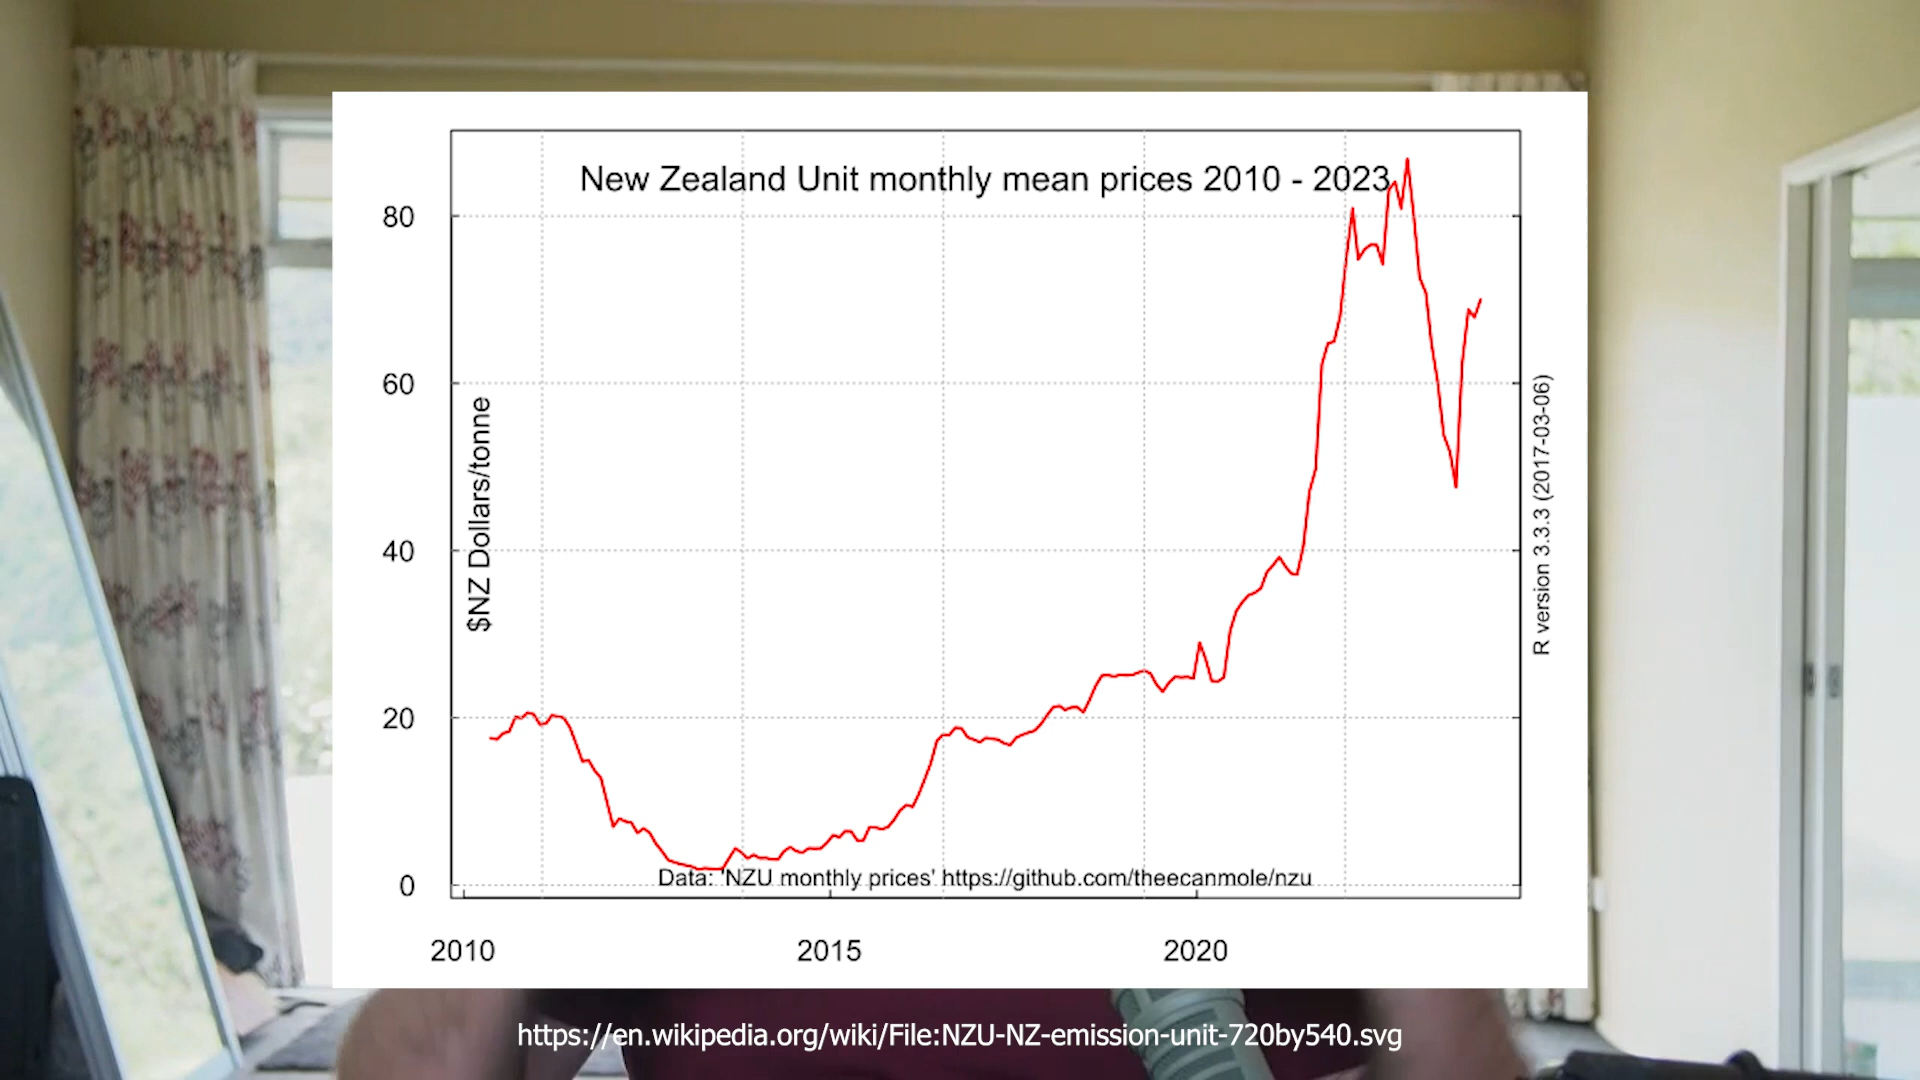 New Zealand Unit monthly mean prices 2010 - 2023
80
60
40
20
0
$NZ Dollars/tonne
R version 3.3.3 (2017-03-06)
Data: 'NZU monthly prices' https://github.com/theecanmole/nzu
2010 2015 2020
https://en.wikipedia.org/wiki/File:NZU-NZ-emission-unit-720by540.svg